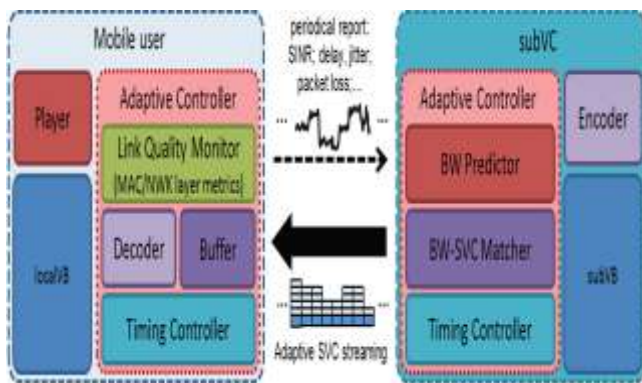 Mobile user
Player
localVB
Adaptive Controller
Link Quality Monitor
(MAC/NWK layer metrics)
Decoder
Buffer
Timing Controller
periodical report:
SINR; delay, jitter,
packet loss;...
...
...
...
...
Adaptive SVC streaming
subVC
Adaptive Controller
BW Predictor
BW-SVC Matcher
Timing Controller
Encoder
subVB